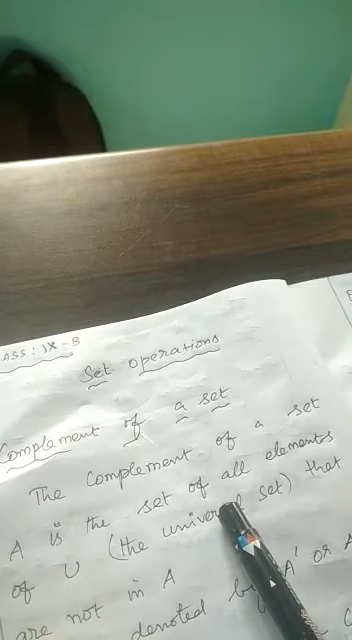 ASS : IX - B
Set operations
Complement of a set
The complement of a set
A is the set of all elements
of U (the univer set) that
are not in A
denoted by A' or A